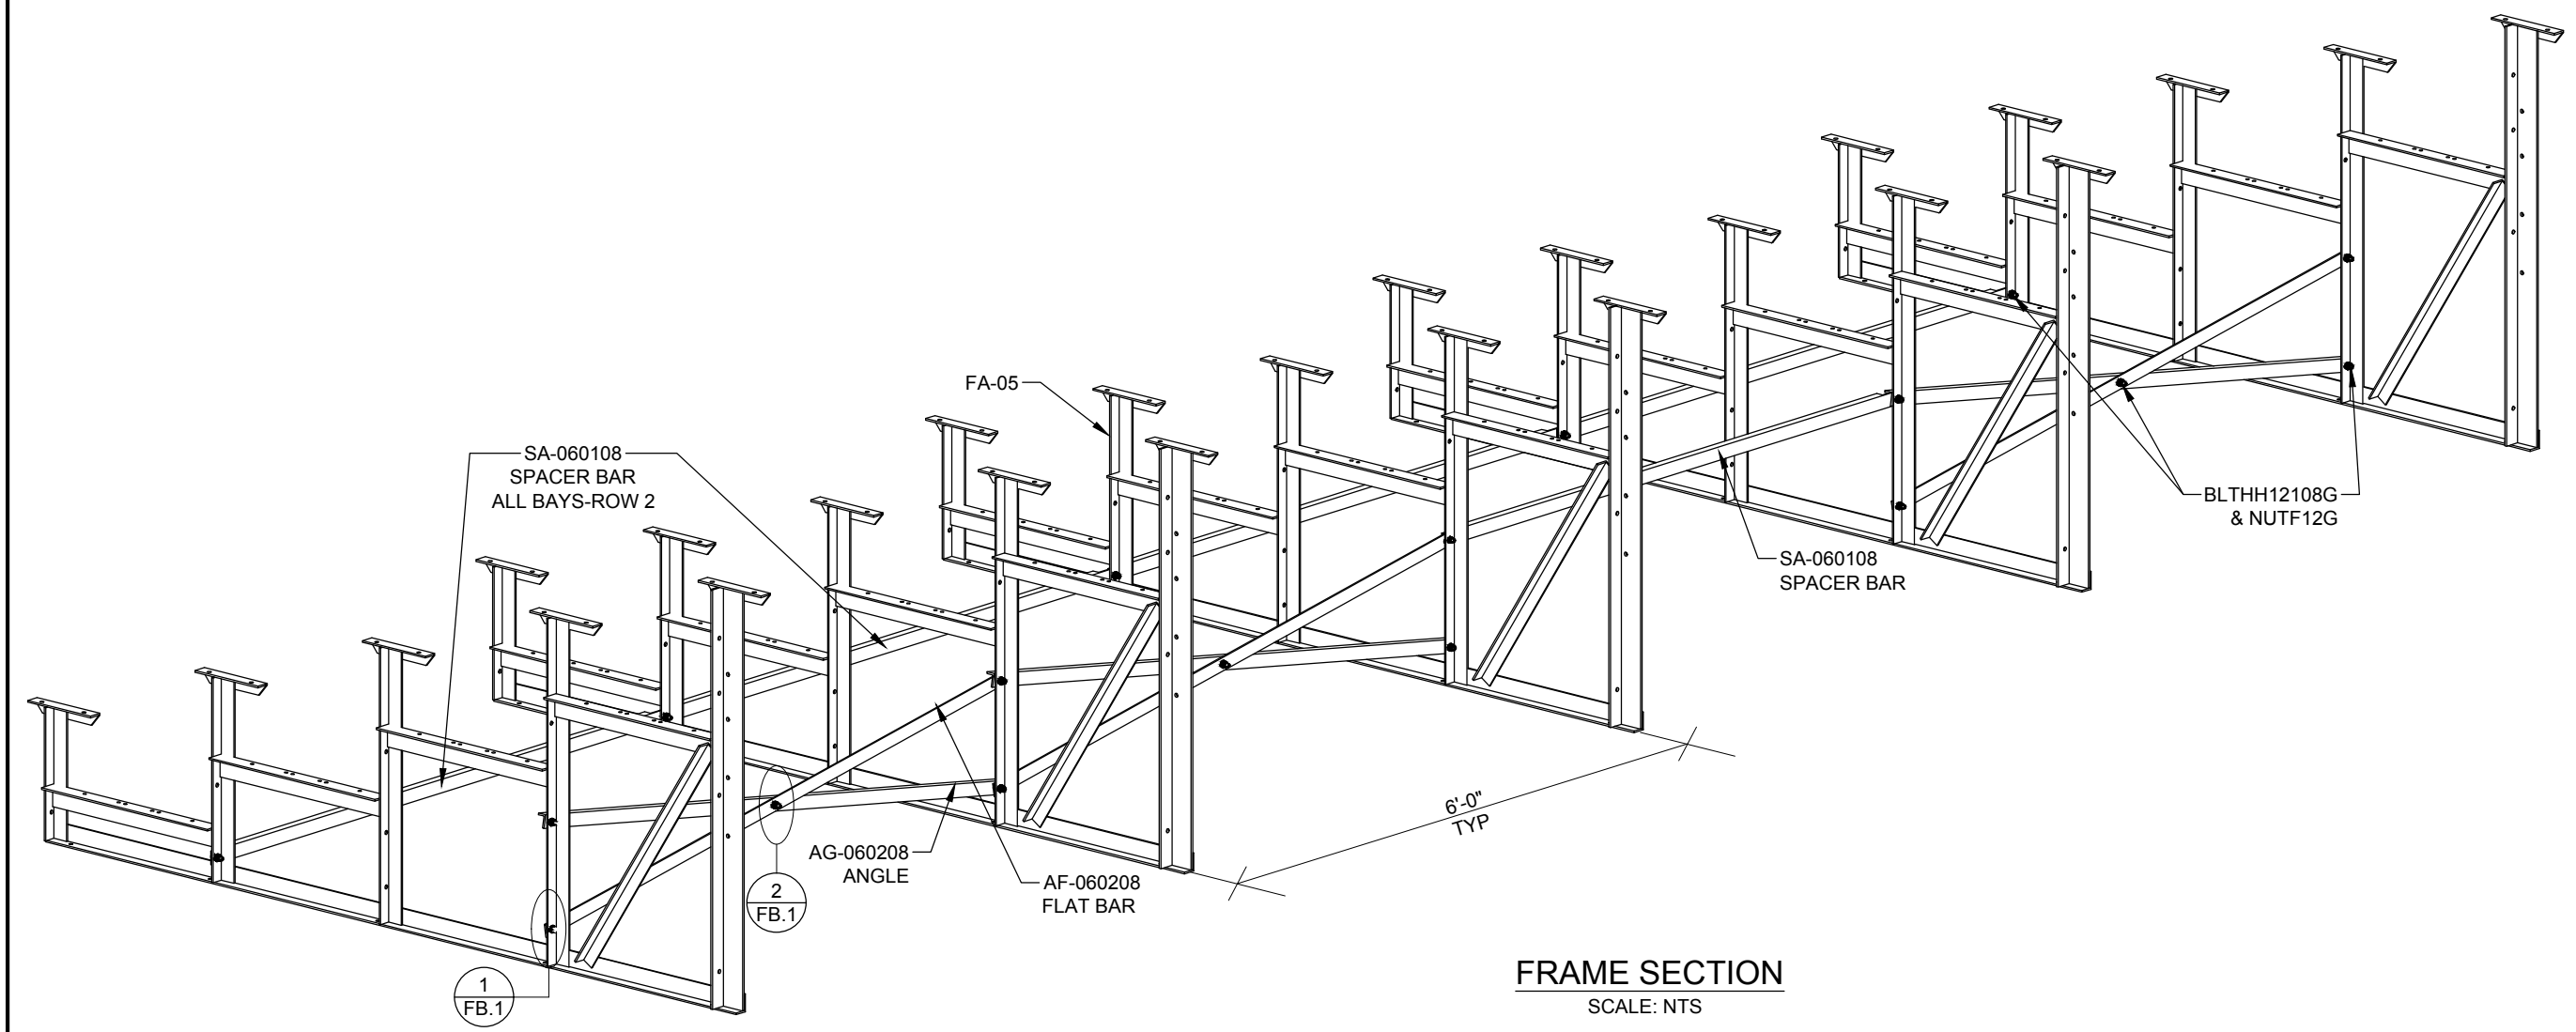 FA-05
SA-060108
SPACER BAR
ALL BAYS-ROW 2
BLTHH12108G
& NUTF12G
SA-060108
SPACER BAR
6'-0"
TYP
AG-060208
ANGLE
AF-060208
FLAT BAR
2
FB.1
1
FB.1
FRAME SECTION
SCALE: NTS